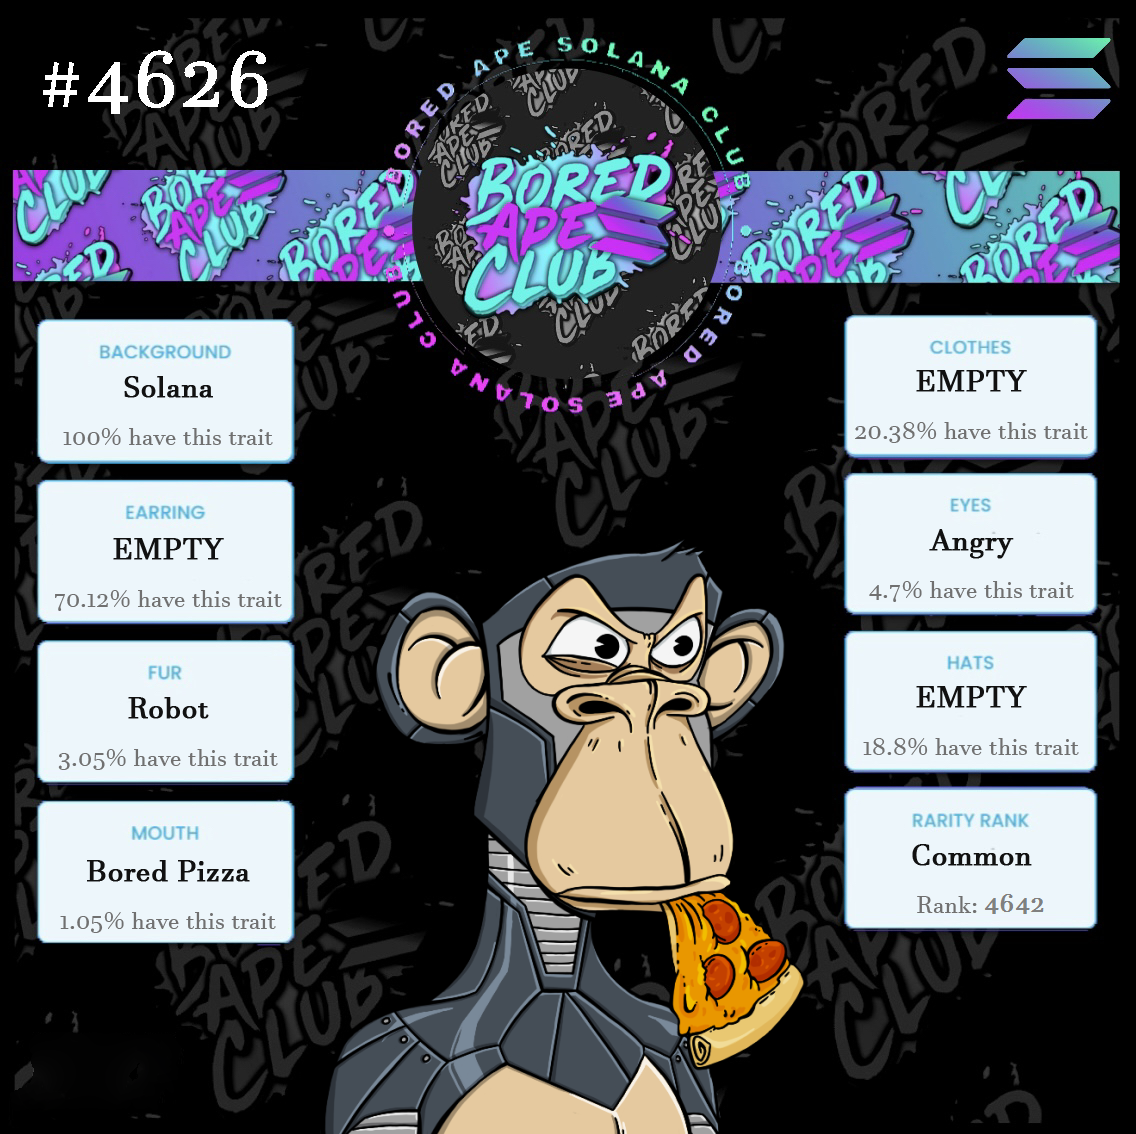 #4626
BORED APE SOLANA CLUB
BORED APE SOLANA CLUB
BORED
APE
CLUB
BACKGROUND
Solana
100% have this trait
EARRING
EMPTY
70.12% have this trait
FUR
Robot
3.05% have this trait
MOUTH
Bored Pizza
1.05% have this trait
CLOTHES
EMPTY
20.38% have this trait
EYES
Angry
4.7% have this trait
HATS
EMPTY
18.8% have this trait
RARITY RANK
Common
Rank: 4642